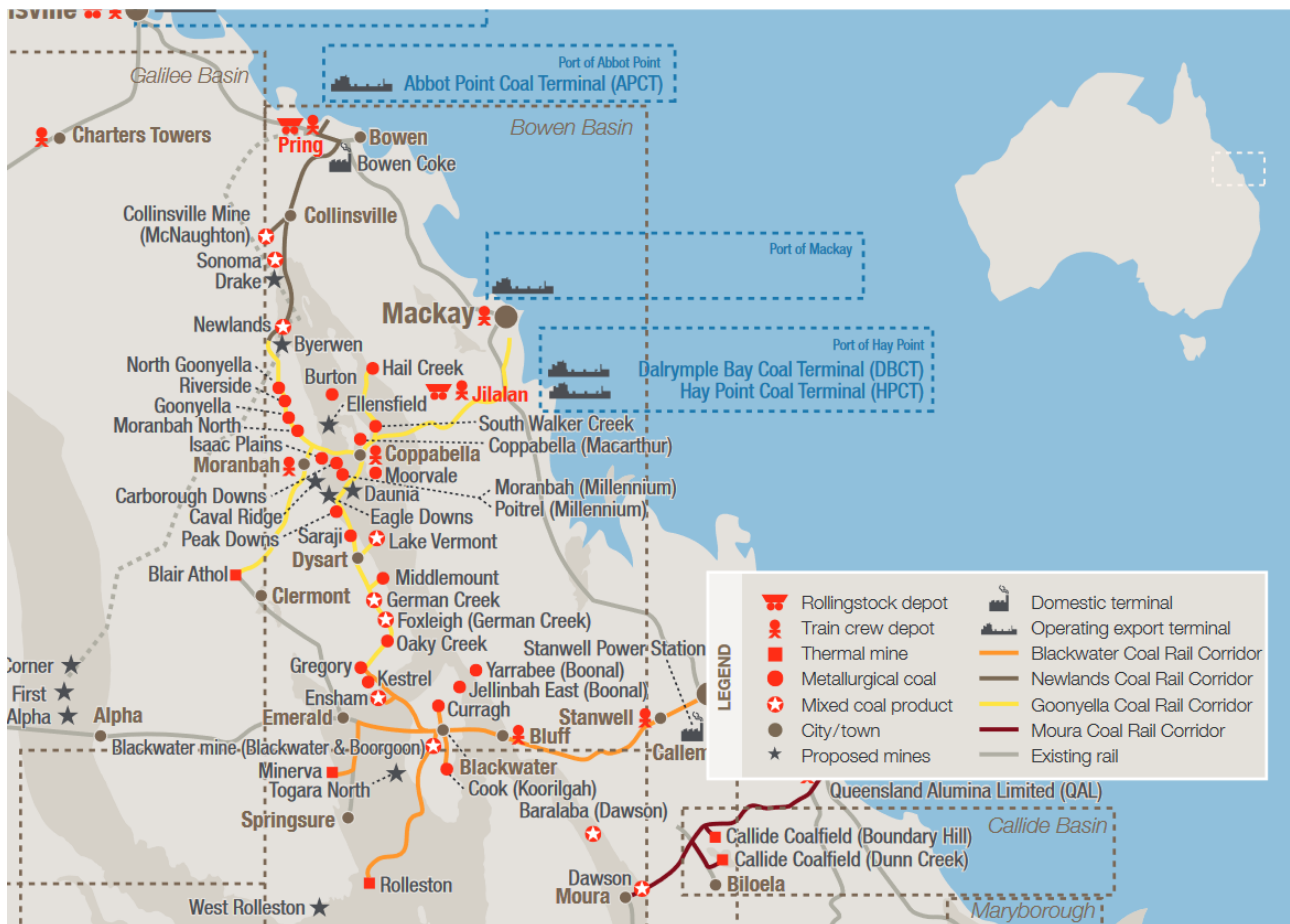 Galilee Basin
Port of Abbot Point
Abbot Point Coal Terminal (APCT)
Bowen Basin
Charters Towers
Pring
Bowen
Bowen Coke
Collinsville
Collinsville Mine
(McNaughton)
Sonoma
Drake
Port of Mackay
Mackay
Newlands
Byerwen
Port of Hay Point
Dalrymple Bay Coal Terminal (DBCT)
Hay Point Coal Terminal (HPCT)
North Goonyella
Riverside
Goonyella
Moranbah North
Burton
Hail Creek
Ellensfield
Jilalan
South Walker Creek
Coppabella (Macarthur)
Isaac Plains
Moranbah
Coppabella
Moorvale
Carborough Downs
Daunia
Moranbah (Millennium)
Poitrel (Millennium)
Caval Ridge
Eagle Downs
Peak Downs
Saraji
Lake Vermont
Dysart
Blair Athol
Clermont
Middlemount
German Creek
Foxleigh (German Creek)
Oaky Creek
Stanwell Power Station
Gregory
Kestrel
Yarrabee (Boonal)
Jellinbah East (Boonal)
Ensham
Curragh
Corner
First
Alpha
Alpha
Emerald
Stanwell
Bluff
Blackwater mine (Blackwater & Boorgoon)
Blackwater
Minerva
Togara North
Cook (Koorilgah)
Springsure
Baralaba (Dawson)
Rolleston
West Rolleston
Dawson
Moura
LEGEND
Rollingstock depot
Train crew depot
Thermal mine
Metallurgical coal
Mixed coal product
City/town
Proposed mines
Domestic terminal
Operating export terminal
Blackwater Coal Rail Corridor
Newlands Coal Rail Corridor
Goonyella Coal Rail Corridor
Moura Coal Rail Corridor
Existing rail
Callem
Queensland Alumina Limited (QAL)
Callide Basin
Callide Coalfield (Boundary Hill)
Callide Coalfield (Dunn Creek)
Biloela
Maryborough